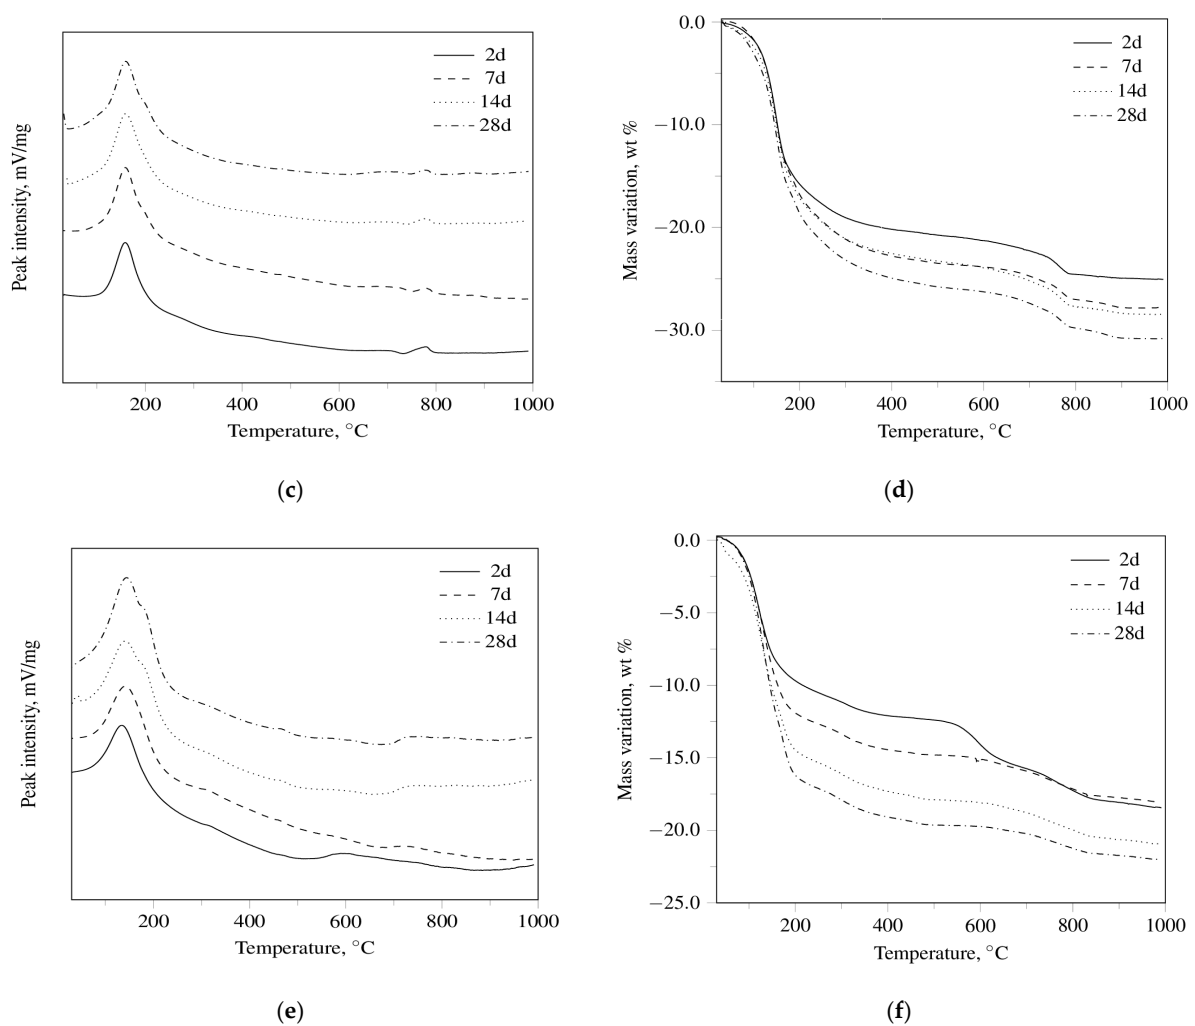 2d
7d
14d
28d
Peak intensity, mV/mg
200
400
600
800
1000
Temperature, °C
(c)
0.0
−10.0
−20.0
−30.0
2d
7d
14d
28d
Mass variation, wt %
200
400
600
800
1000
Temperature, °C
(d)
2d
7d
14d
28d
Peak intensity, mV/mg
200
400
600
800
1000
Temperature, °C
(e)
0.0
−5.0
−10.0
−15.0
−20.0
−25.0
2d
7d
14d
28d
Mass variation, wt %
200
400
600
800
1000
Temperature, °C
(f)